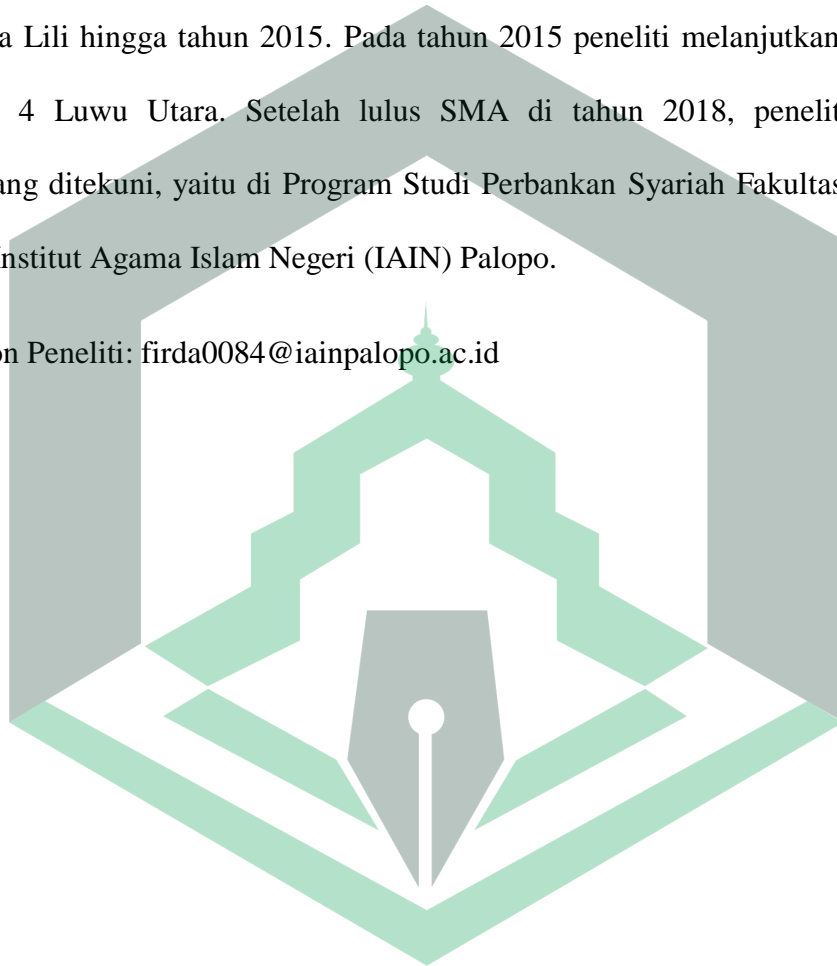 a Lili hingga tahun 2015. Pada tahun 2015 peneliti melanjutkan
4 Luwu Utara. Setelah lulus SMA di tahun 2018, penelit
ang ditekuni, yaitu di Program Studi Perbankan Syariah Fakultas
Institut Agama Islam Negeri (IAIN) Palopo.
on Peneliti: firda0084@iainpalopo.ac.id